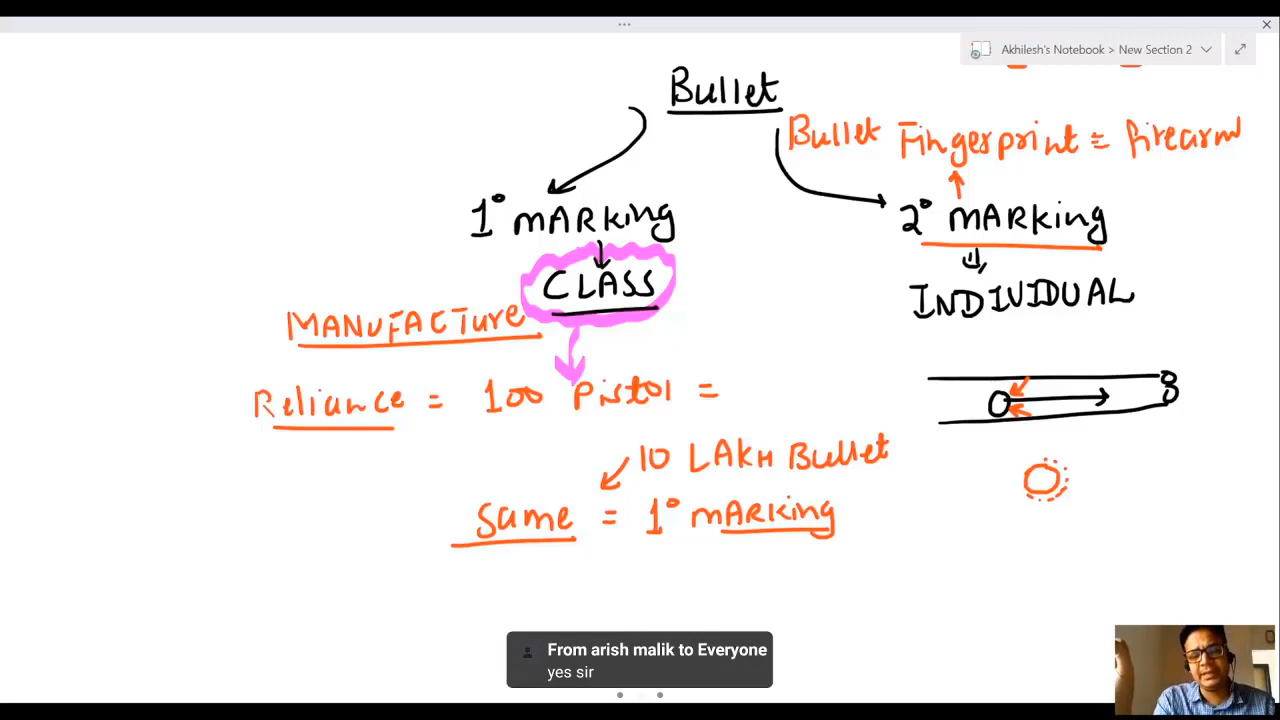 Akhilesh's Notebook > New Section 2
Bullet
Bullet Fingerprint = firearm
1° mARking
2° mARking
CLASS
INDIVIDUAL
MANUFACTure
Reliance = 100 Pistol =
10 LAKH Bullet
Same = 1° mARking
From arish malik to Everyone
yes sir